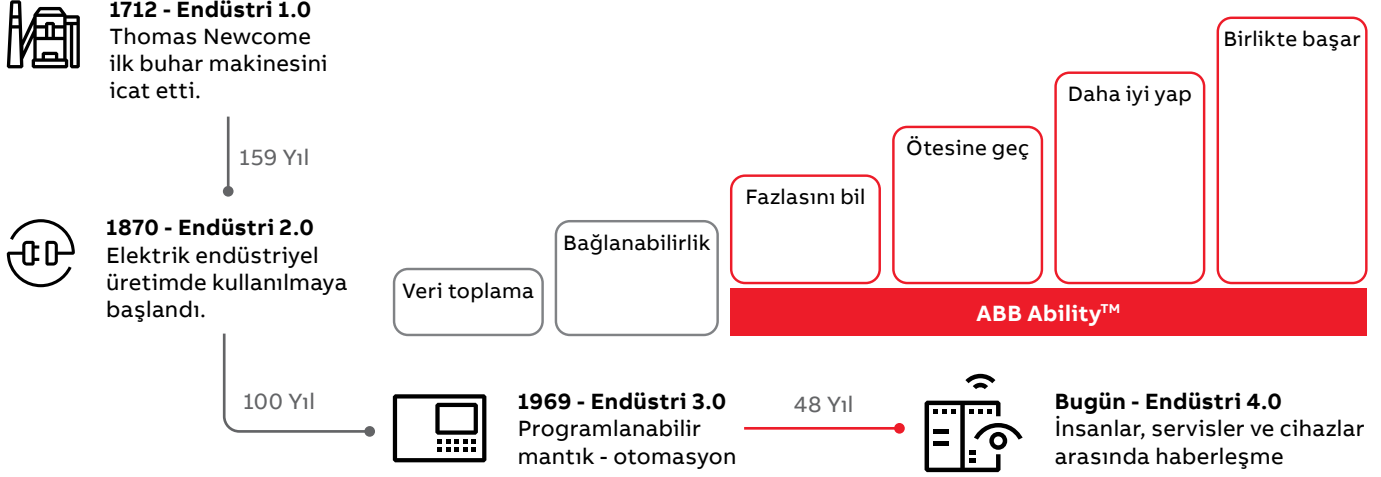 1712 - Endüstri 1.0
Thomas Newcome
ilk buhar makinesini
icat etti.
159 Yıl
1870 - Endüstri 2.0
Elektrik endüstriyel
üretimde kullanılmaya
başlandı.
100 Yıl
Veri toplama
Bağlanabilirlik
Fazlasını bil
Ötesine geç
Daha iyi yap
Birlikte başar
ABB Ability™
1969 - Endüstri 3.0
Programlanabilir
mantık - otomasyon
48 Yıl
Bugün - Endüstri 4.0
İnsanlar, servisler ve cihazlar
arasında haberleşme